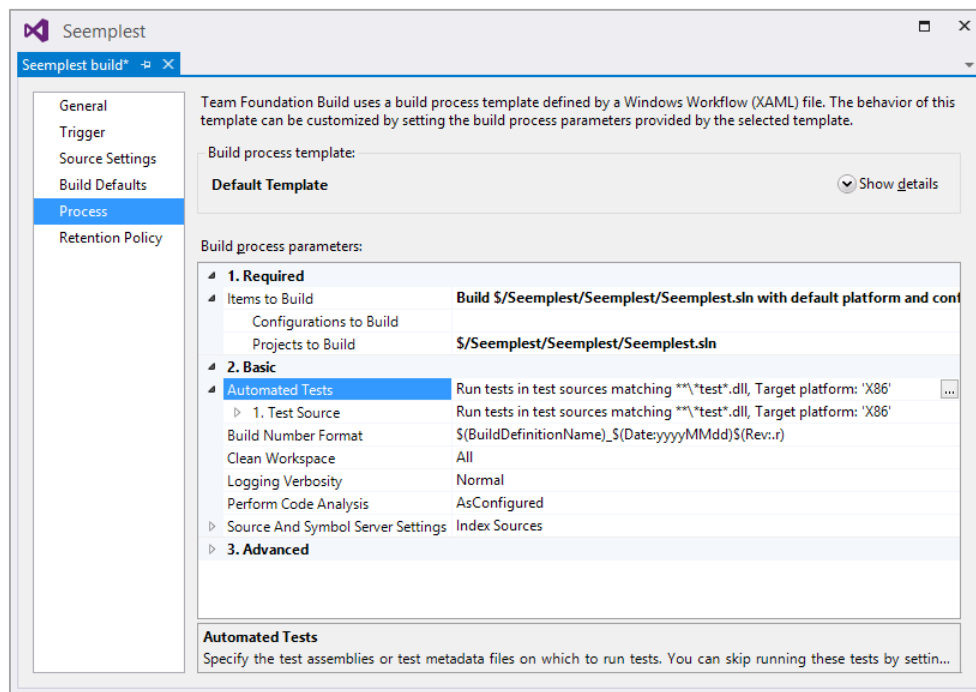 Seemplest
Seemplest build*
General
Trigger
Source Settings
Build Defaults
Process
Retention Policy
Team Foundation Build uses a build process template defined by a Windows Workflow (XAML) file. The behavior of this
template can be customized by setting the build process parameters provided by the selected template.
Build process template:
Default Template
Show details
Build process parameters:
1. Required
Items to Build Build $/Seemplest/Seemplest/Seemplest.sln with default platform and conf
Configurations to Build
Projects to Build $/Seemplest/Seemplest/Seemplest.sln
2. Basic
Automated Tests Run tests in test sources matching **\*test*.dll, Target platform: 'X86' ...
1. Test Source Run tests in test sources matching **\*test*.dll, Target platform: 'X86'
Build Number Format $(BuildDefinitionName)_$(Date:yyyyMMdd)$(Rev:.r)
Clean Workspace All
Logging Verbosity Normal
Perform Code Analysis AsConfigured
Source And Symbol Server Settings Index Sources
3. Advanced
Automated Tests
Specify the test assemblies or test metadata files on which to run tests. You can skip running these tests by settin...